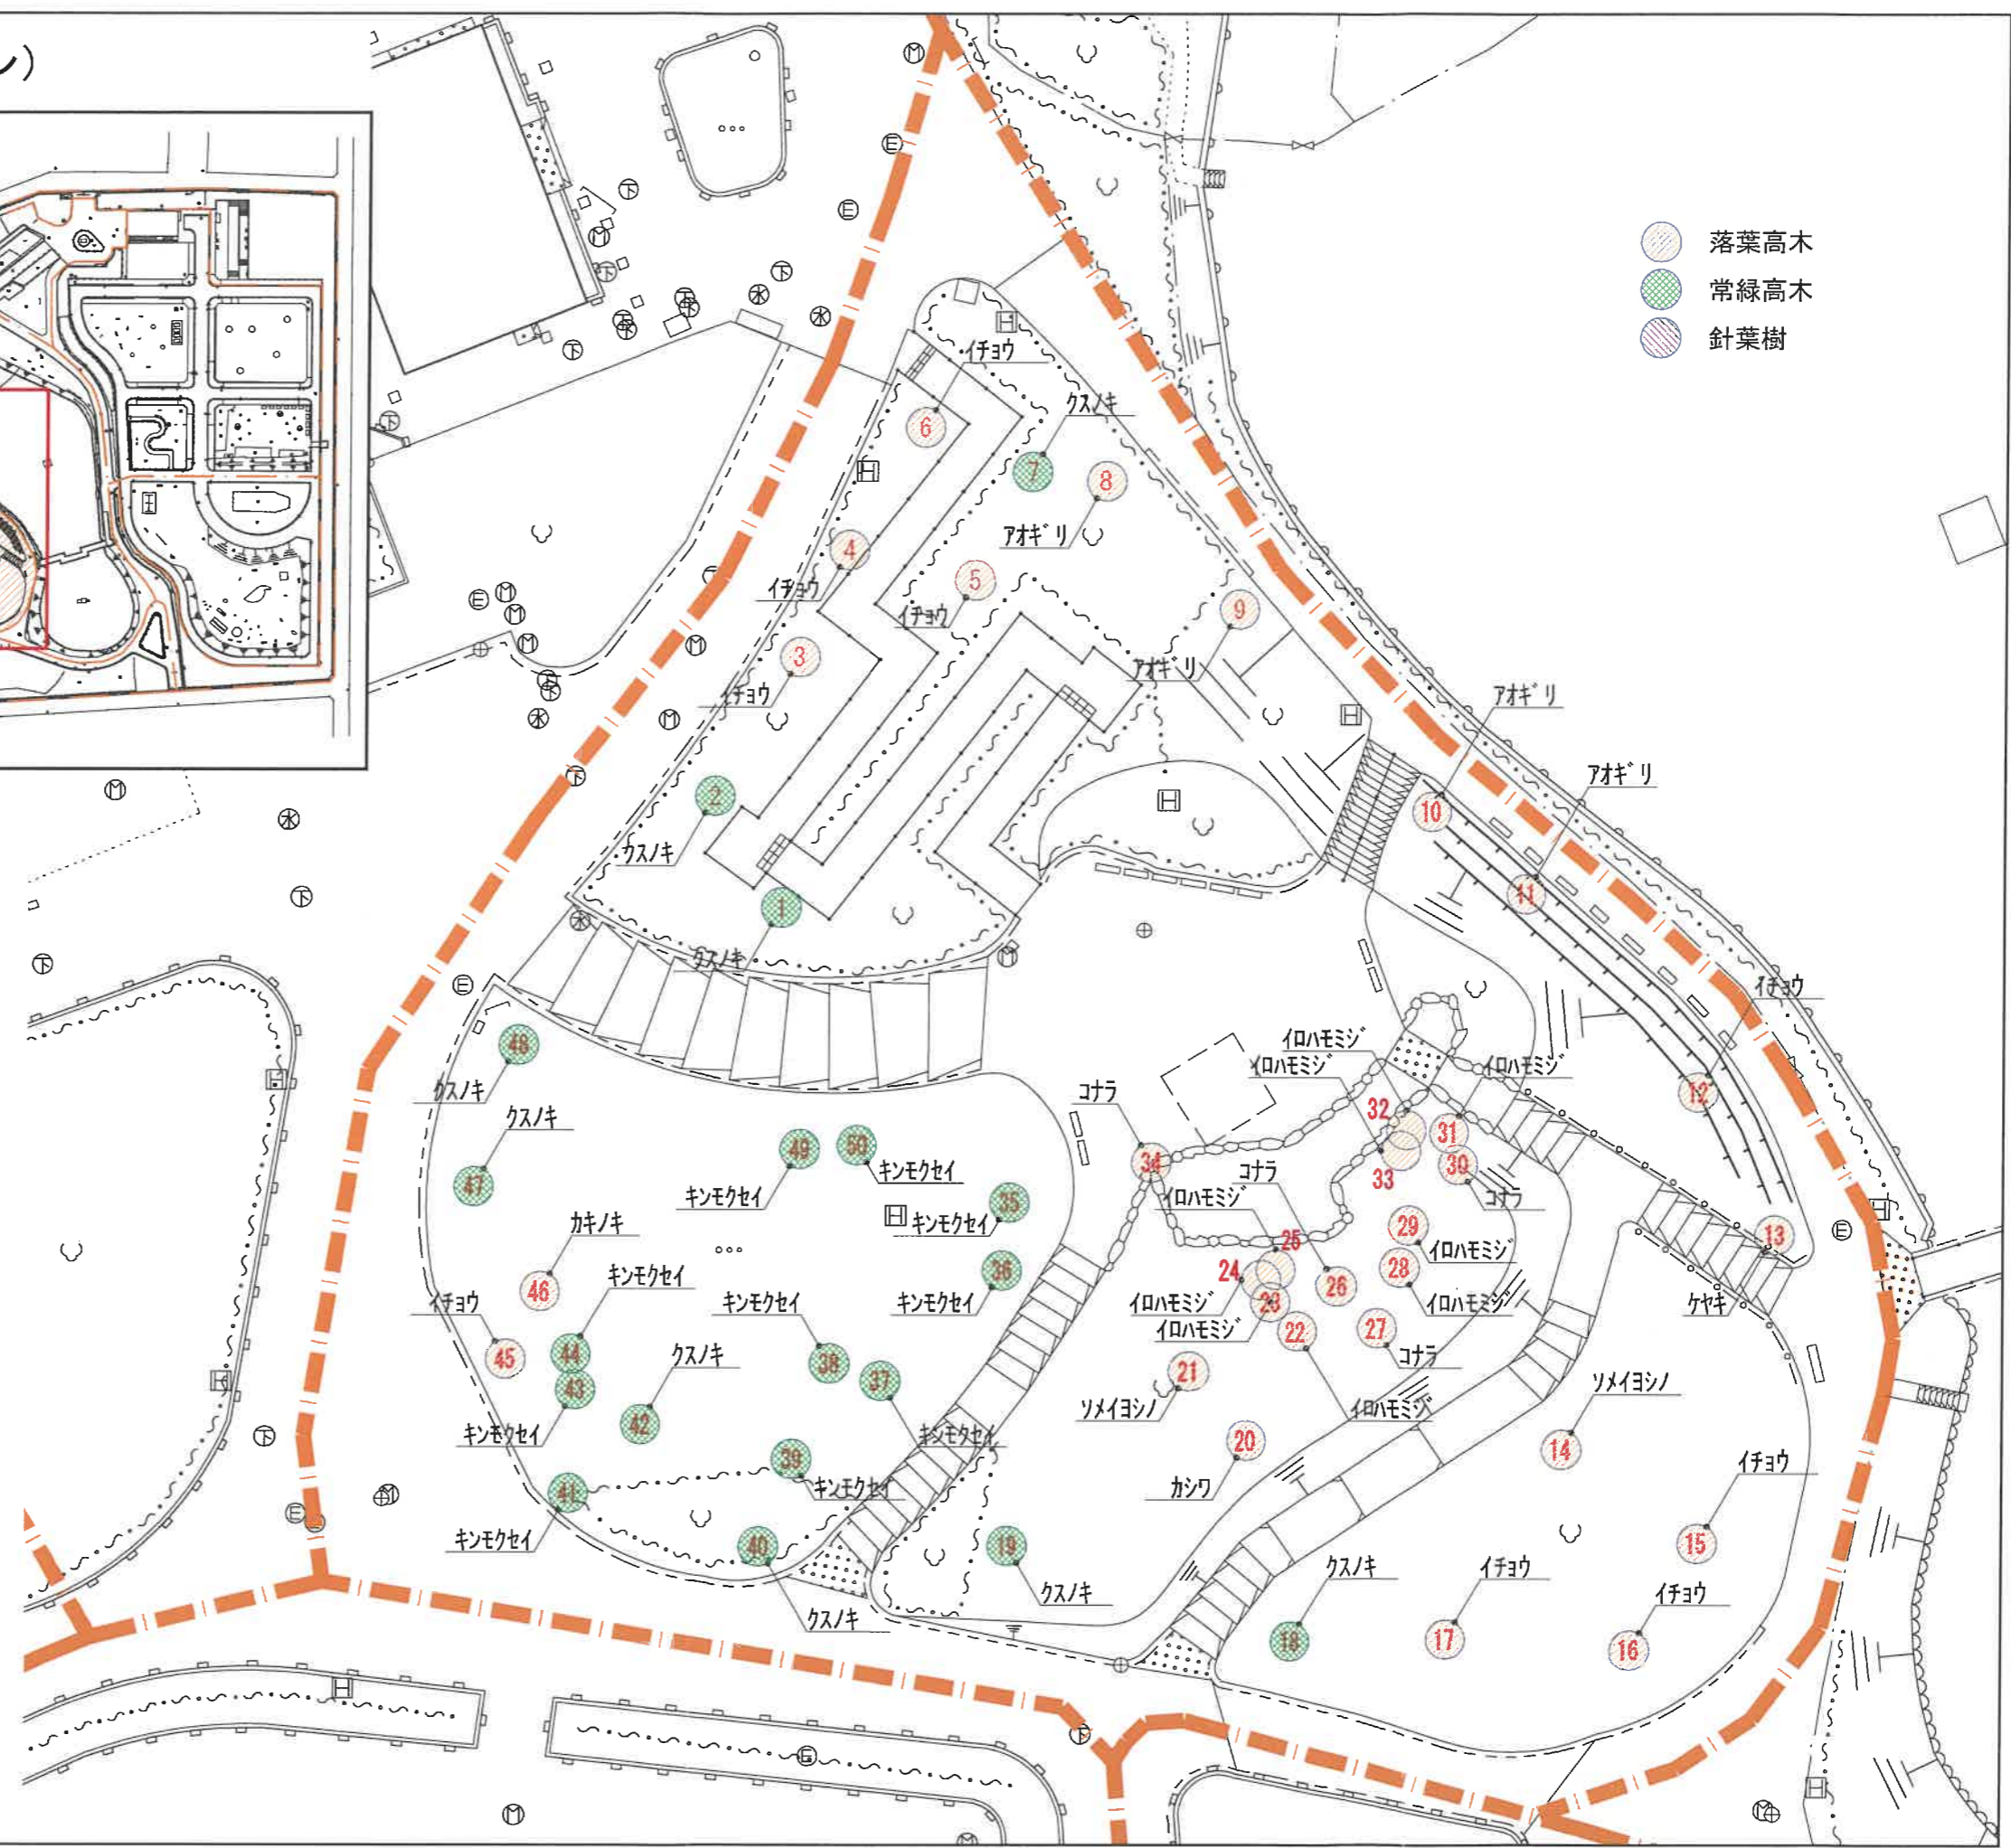 ン)
落葉高木
常緑高木
針葉樹
イチョウ
6
クスノキ
7
8
アオギリ
4
イチョウ
5
イチョウ
9
アオギリ
3
イチョウ
アオギリ
10
アオギリ
11
2
クスノキ
1
クスノキ
イチョウ
12
48
クスノキ
クスノキ
47
49
キンモクセイ
50
キンモクセイ
35
キンモクセイ
36
キンモクセイ
コナラ
34
イロハモミジ
イロハモミジ
イロハモミジ
32
33
31
30
コナラ
コナラ
イロハモミジ
25
24
イロハモミジ
23
イロハモミジ
26
22
イロハモミジ
29
イロハモミジ
28
イロハモミジ
27
コナラ
13
ケヤキ
カキノキ
46
イチョウ
45
キンモクセイ
44
43
キンモクセイ
クスノキ
42
キンモクセイ
38
37
キンモクセイ
39
キンモクセイ
41
キンモクセイ
40
クスノキ
21
ソメイヨシノ
20
カシワ
19
クスノキ
ソメイヨシノ
14
イチョウ
15
イチョウ
16
イチョウ
17
クスノキ
18